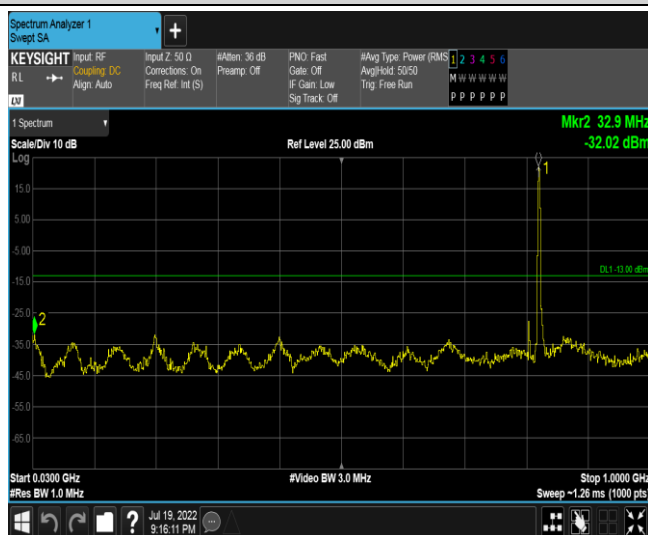 Spectrum Analyzer 1
Swept SA
+
KEYSIGHT
RL
Input: RF
Coupling: DC
Align: Auto
Input Z: 50 Ω
Corrections: On
Freq Ref: Int (S)
#Atten: 36 dB
Preamp: Off
PNO: Fast
Gate: Off
IF Gain: Low
Sig Track: Off
#Avg Type: Power (RMS
Avg|Hold: 50/50
Trig: Free Run
1 2 3 4 5 6
M W W W W W
P P P P P P
LXI
1 Spectrum
Mkr2 32.9 MHz
-32.02 dBm
Scale/Div 10 dB
Ref Level 25.00 dBm
Log
1
15.0
5.00
-5.00
DL1 -13.00 dBm
-15.0
-25.0
2
-35.0
-45.0
-55.0
-65.0
Start 0.0300 GHz
#Video BW 3.0 MHz
Stop 1.0000 GHz
#Res BW 1.0 MHz
Sweep ~1.26 ms (1000 pts)
?
Jul 19, 2022
9:16:11 PM